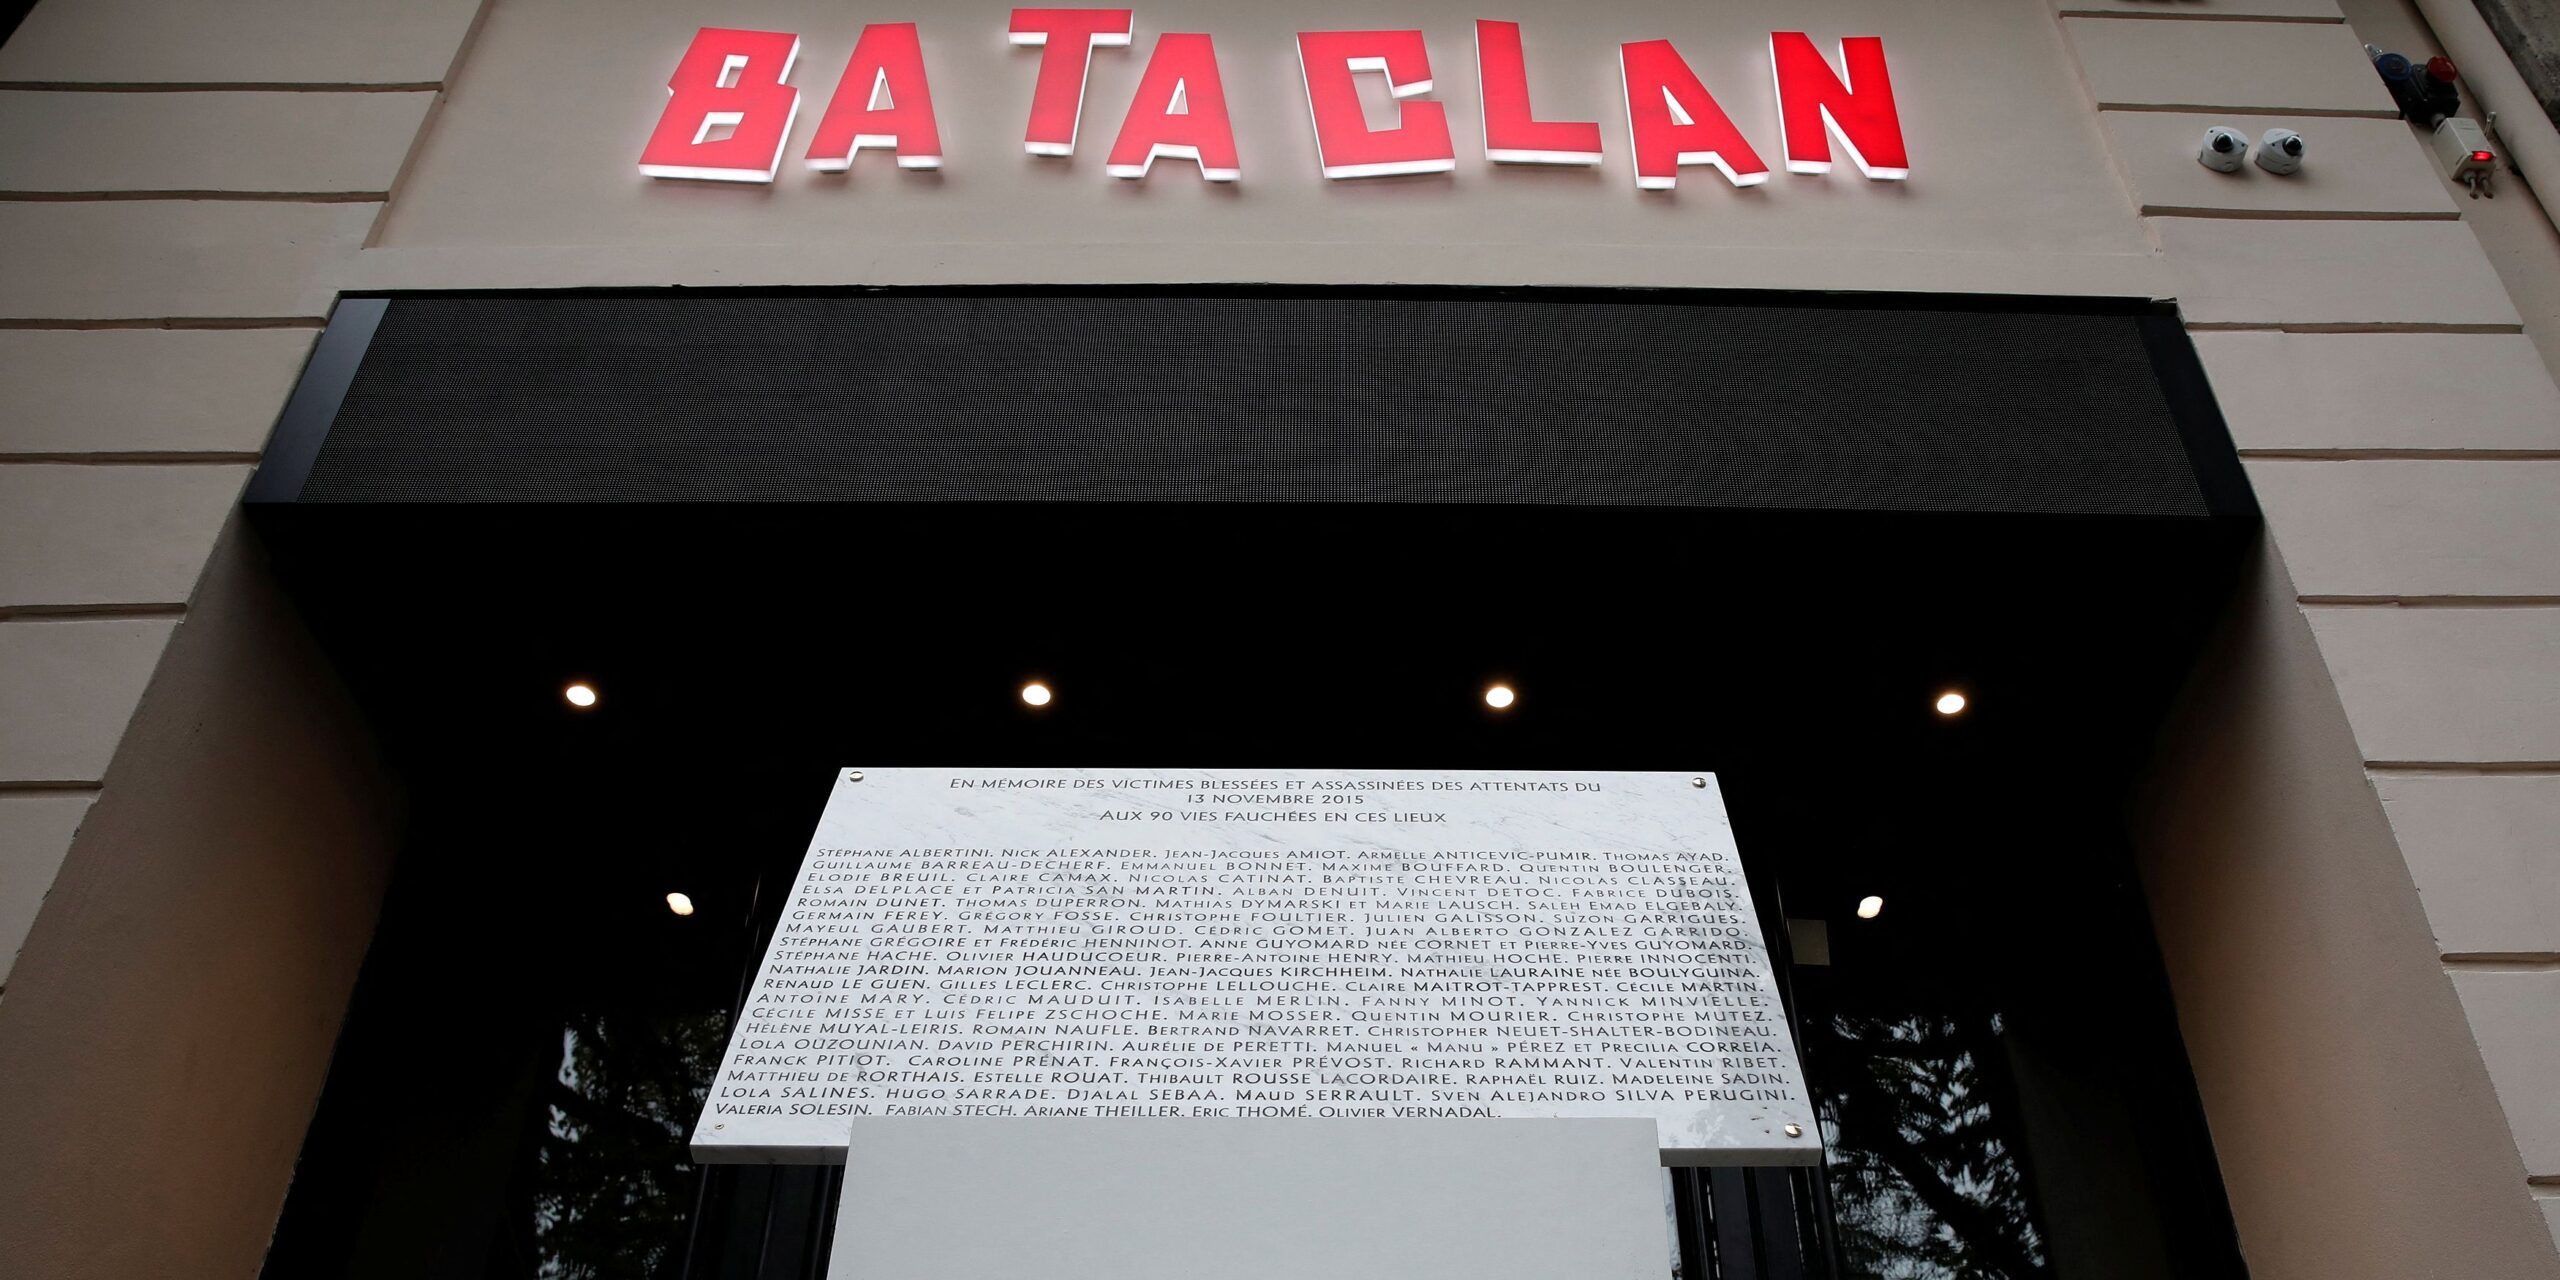 BATACLAN
EN MÉMOIRE DES VICTIMES BLESSÉES ET ASSASSINÉES DES ATTENTATS DU
13 NOVEMBRE 2015
AUX 90 VIES FAUCHÉES EN CES LIEUX
STÉPHANE ALBERTINI. NICK ALEXANDER. JEAN-JACQUES AMIOT. ARMELLE ANTICEVIC-PUMIR. THOMAS AYAD.
GUILLAUME BARREAU-DECHERF. EMMANUEL BONNET. MAXIME BOUFFARD. QUENTIN BOULENGER.
ELODIE BREUIL. CLAIRE CAMAX. NICOLAS CATINAT. BAPTISTE CHEVREAU. NICOLAS CLASSEAU.
ELSA DELPLACE ET PATRICIA SAN MARTIN. ALBAN DENUIT. VINCENT DETOC. FABRICE DUBOIS.
ROMAIN DUNET. THOMAS DUPERRON. MATHIAS DYMARSKI ET MARIE LAUSCH. SALEH EMAD ELGEBALY.
GERMAIN FEREY. GRÉGORY FOSSE. CHRISTOPHE FOULTIER. JULIEN GALISSON. SUZON GARRIGUES.
MAYEUL GAUBERT. MATTHIEU GIROUD. CÉDRIC GOMET. JUAN ALBERTO GONZALEZ GARRIDO.
STÉPHANE GRÉGOIRE ET FRÉDÉRIC HENNINOT. ANNE GUYOMARD NÉE CORNET ET PIERRE-YVES GUYOMARD.
STÉPHANE HACHE. OLIVIER HAUDUCOEUR. PIERRE-ANTOINE HENRY. MATHIEU HOCHE. PIERRE INNOCENTI.
NATHALIE JARDIN. MARION JOUANNEAU. JEAN-JACQUES KIRCHHEIM. NATHALIE LAURAINE NÉE BOULYGUINA.
RENAUD LE GUEN. GILLES LECLERC. CHRISTOPHE LELLOUCHE. CLAIRE MAITROT-TAPPREST. CÉCILE MARTIN.
ANTOINE MARY. CÉDRIC MAUDUIT. ISABELLE MERLIN. FANNY MINOT. YANNICK MINVIELLE.
CÉCILE MISSE ET LUIS FELIPE ZSCHOCHE. MARIE MOSSER. QUENTIN MOURIER. CHRISTOPHE MUTEZ.
HÉLÈNE MUYAL-LEIRIS. ROMAIN NAUFLE. BERTRAND NAVARRET. CHRISTOPHER NEUET-SHALTER-BODINEAU.
LOLA OUZOUNIAN. DAVID PERCHIRIN. AURÉLIE DE PERETTI. MANUEL « MANU » PÉREZ ET PRECILIA CORREIA.
FRANCK PITIOT. CAROLINE PRÉNAT. FRANÇOIS-XAVIER PRÉVOST. RICHARD RAMMANT. VALENTIN RIBET.
MATTHIEU DE RORTHAIS. ESTELLE ROUAT. THIBAULT ROUSSE LACORDAIRE. RAPHAËL RUIZ. MADELEINE SADIN.
LOLA SALINES. HUGO SARRADE. DJALAL SEBAA. MAUD SERRAULT. SVEN ALEJANDRO SILVA PERUGINI.
VALERIA SOLESIN. FABIAN STECH. ARIANE THEILLER. ERIC THOMÉ. OLIVIER VERNADAL.